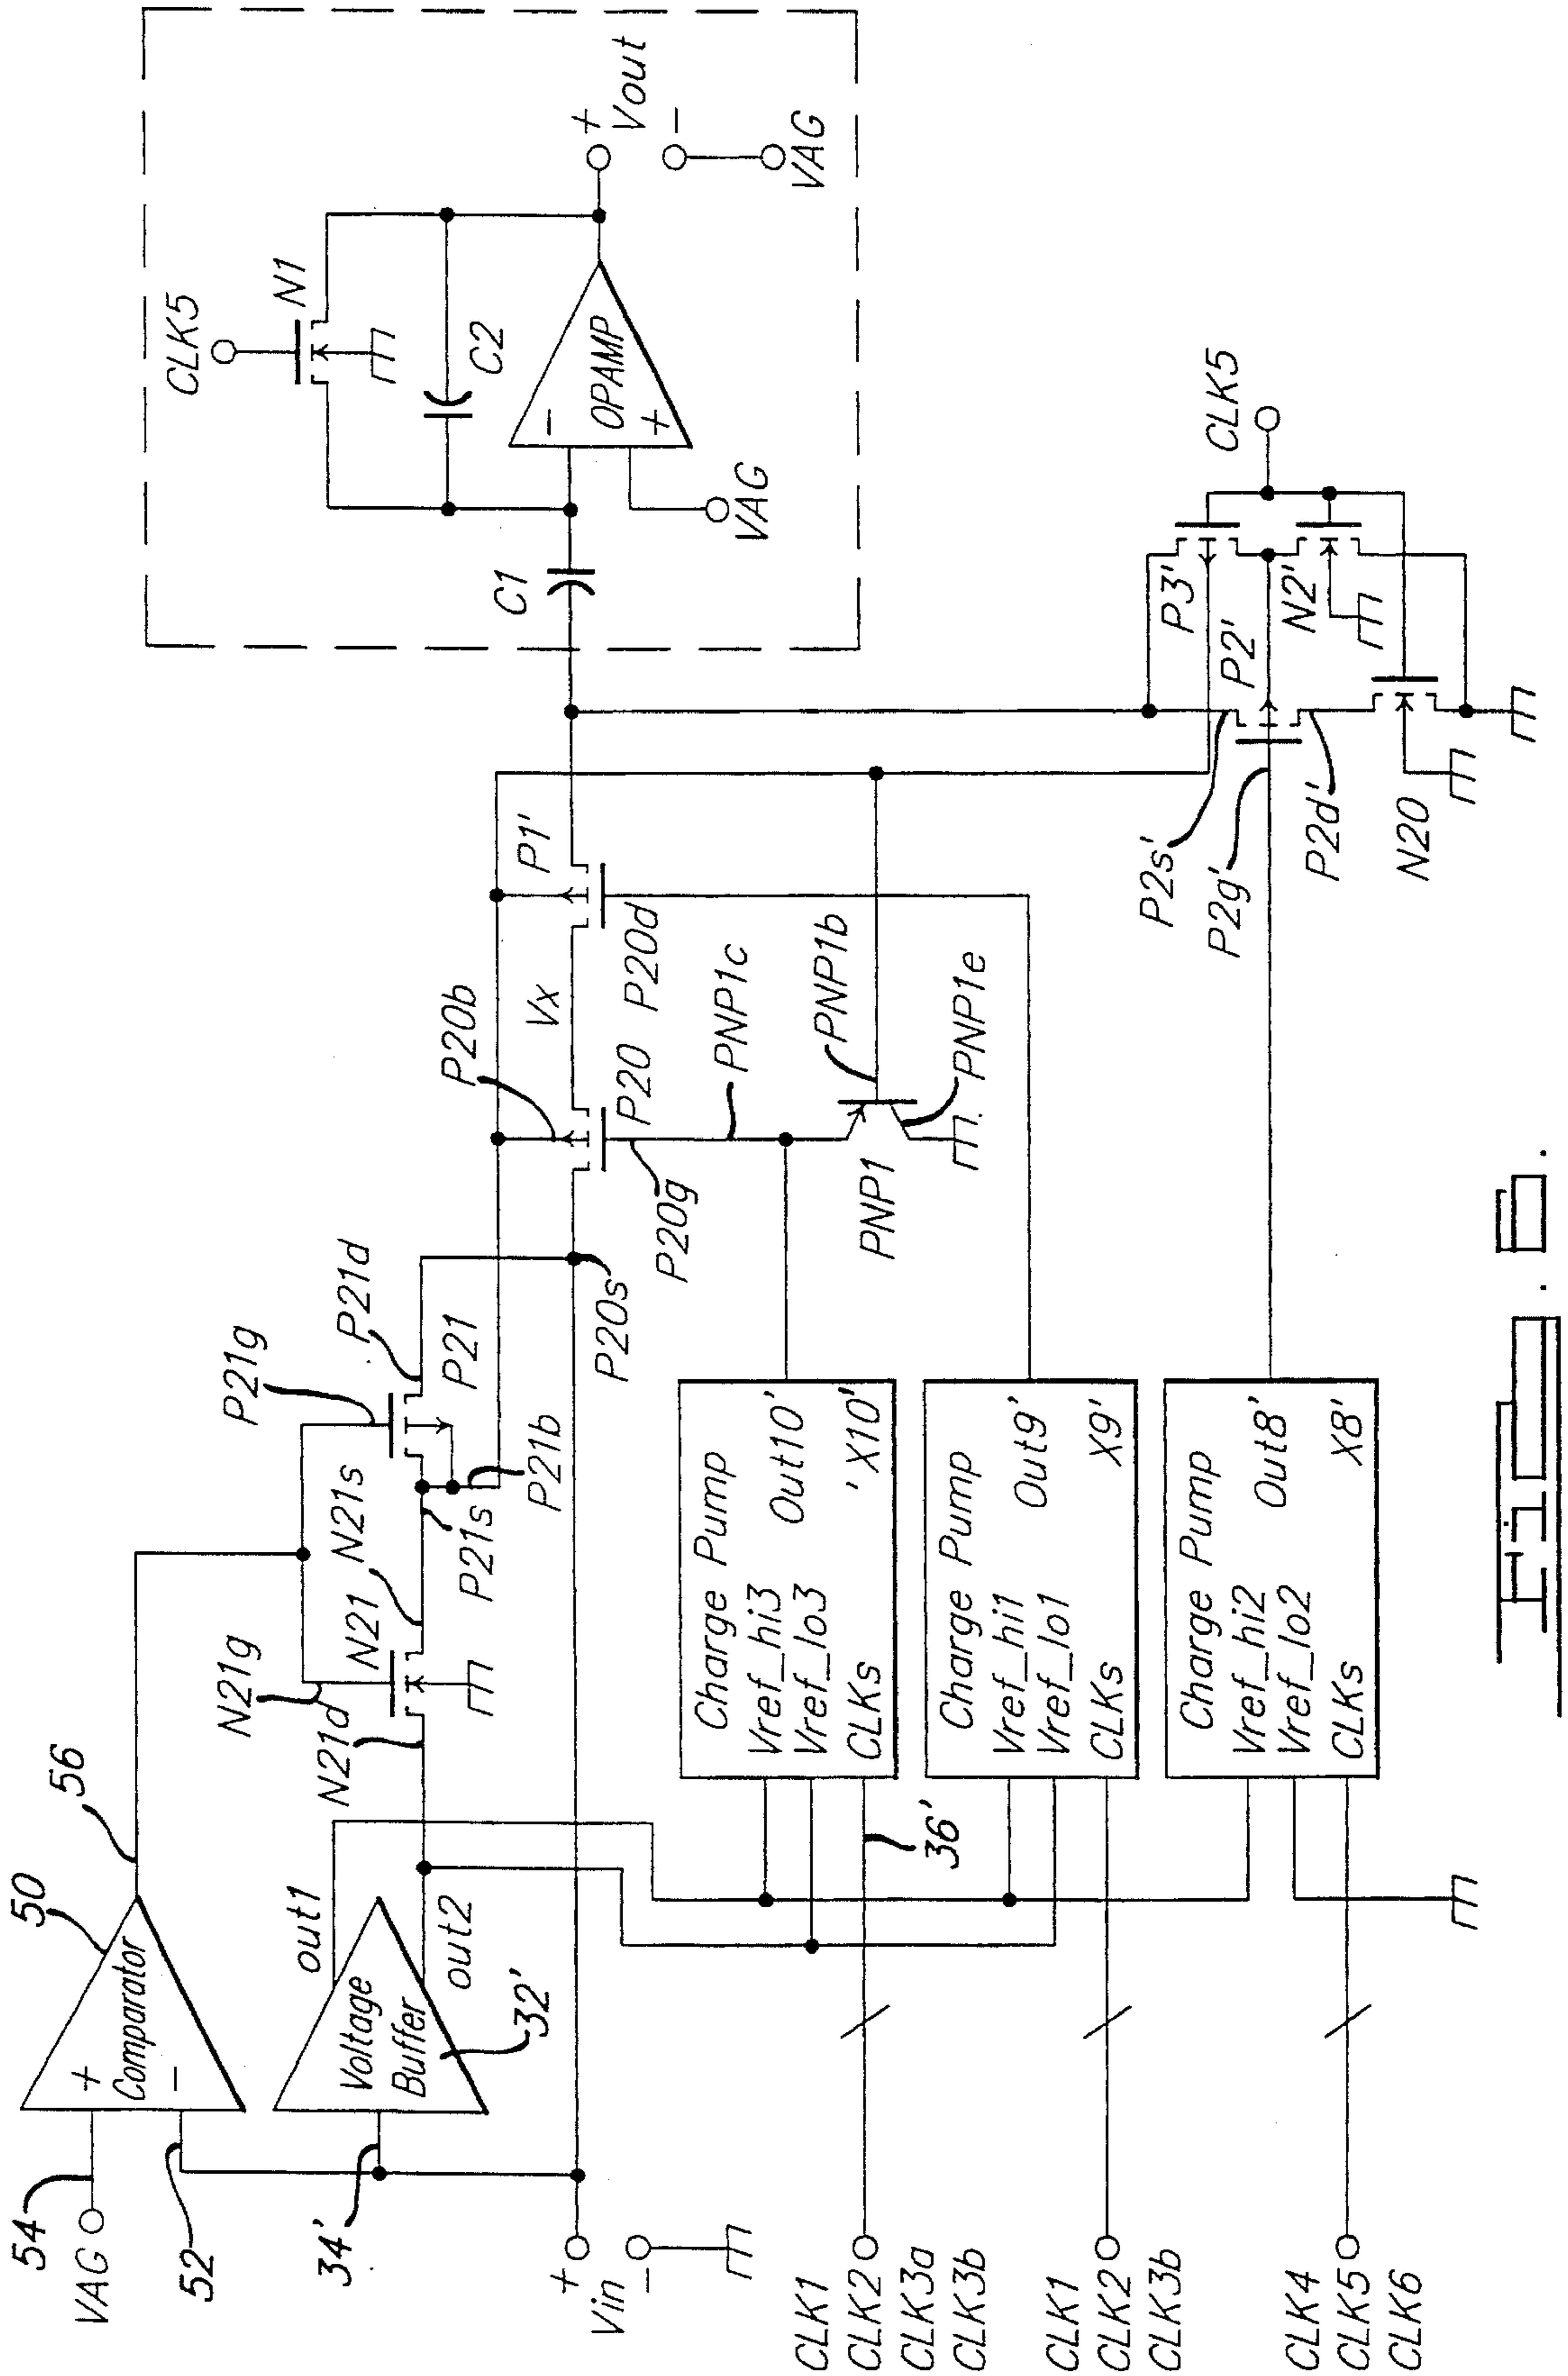 54
VAG
52
50
56
+
Comparator
−
34'
Voltage
Buffer
32'
out1
out2
+
Vin
−
N21g
N21d
N21
N21s
P21g
P21d
P21
P21s
P21b
P20s
P20b
P20g
P20
P20d
Vx
P1'
CLK5
N1
C2
C1
−
OPAMP
+
VAG
+
Vout
−
VAG
PNP1c
PNP1b
PNP1e
PNP1
CLK1
CLK2
CLK3a
CLK3b
36'
Charge Pump
Vref_hi3
Out10'
Vref_lo3
CLKs
'X10'
CLK1
CLK2
CLK3b
Charge Pump
Vref_hi1
Out9'
Vref_lo1
CLKs
X9'
CLK4
CLK5
CLK6
Charge Pump
Vref_hi2
Out8'
Vref_lo2
CLKs
X8'
CLK5
P3'
P2'
N2'
P2s'
P2g'
P2d'
N20